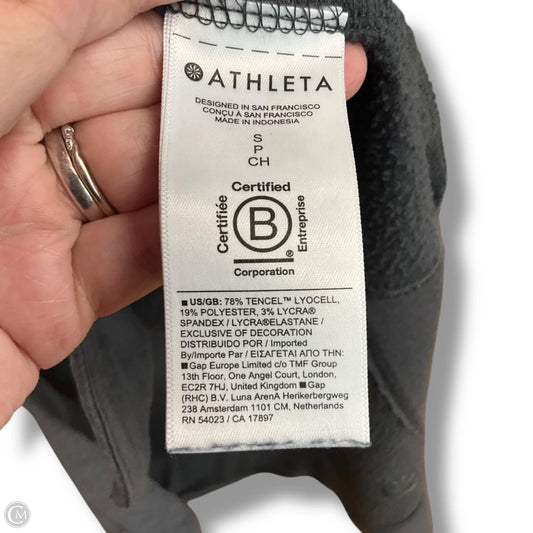 ATHLETA
DESIGNED IN SAN FRANCISCO
CONÇU À SAN FRANCISCO
MADE IN INDONESIA
S
P
CH
Certified
Certifiée
B
®
Entreprise
Corporation
■ US/GB: 78% TENCEL™ LYOCELL,
19% POLYESTER, 3% LYCRA®
SPANDEX / LYCRA®ELASTANE /
EXCLUSIVE OF DECORATION
DISTRIBUIDO POR / Imported
By/Importe Par / ΕΙΣΑΓΕΤΑΙ ΑΠΟ ΤΗΝ:
■ Gap Europe Limited c/o TMF Group
13th Floor, One Angel Court, London,
EC2R 7HJ, United Kingdom ■ Gap
(RHC) B.V. Luna ArenA Herikerbergweg
238 Amsterdam 1101 CM, Netherlands
RN 54023 / CA 17897
CM